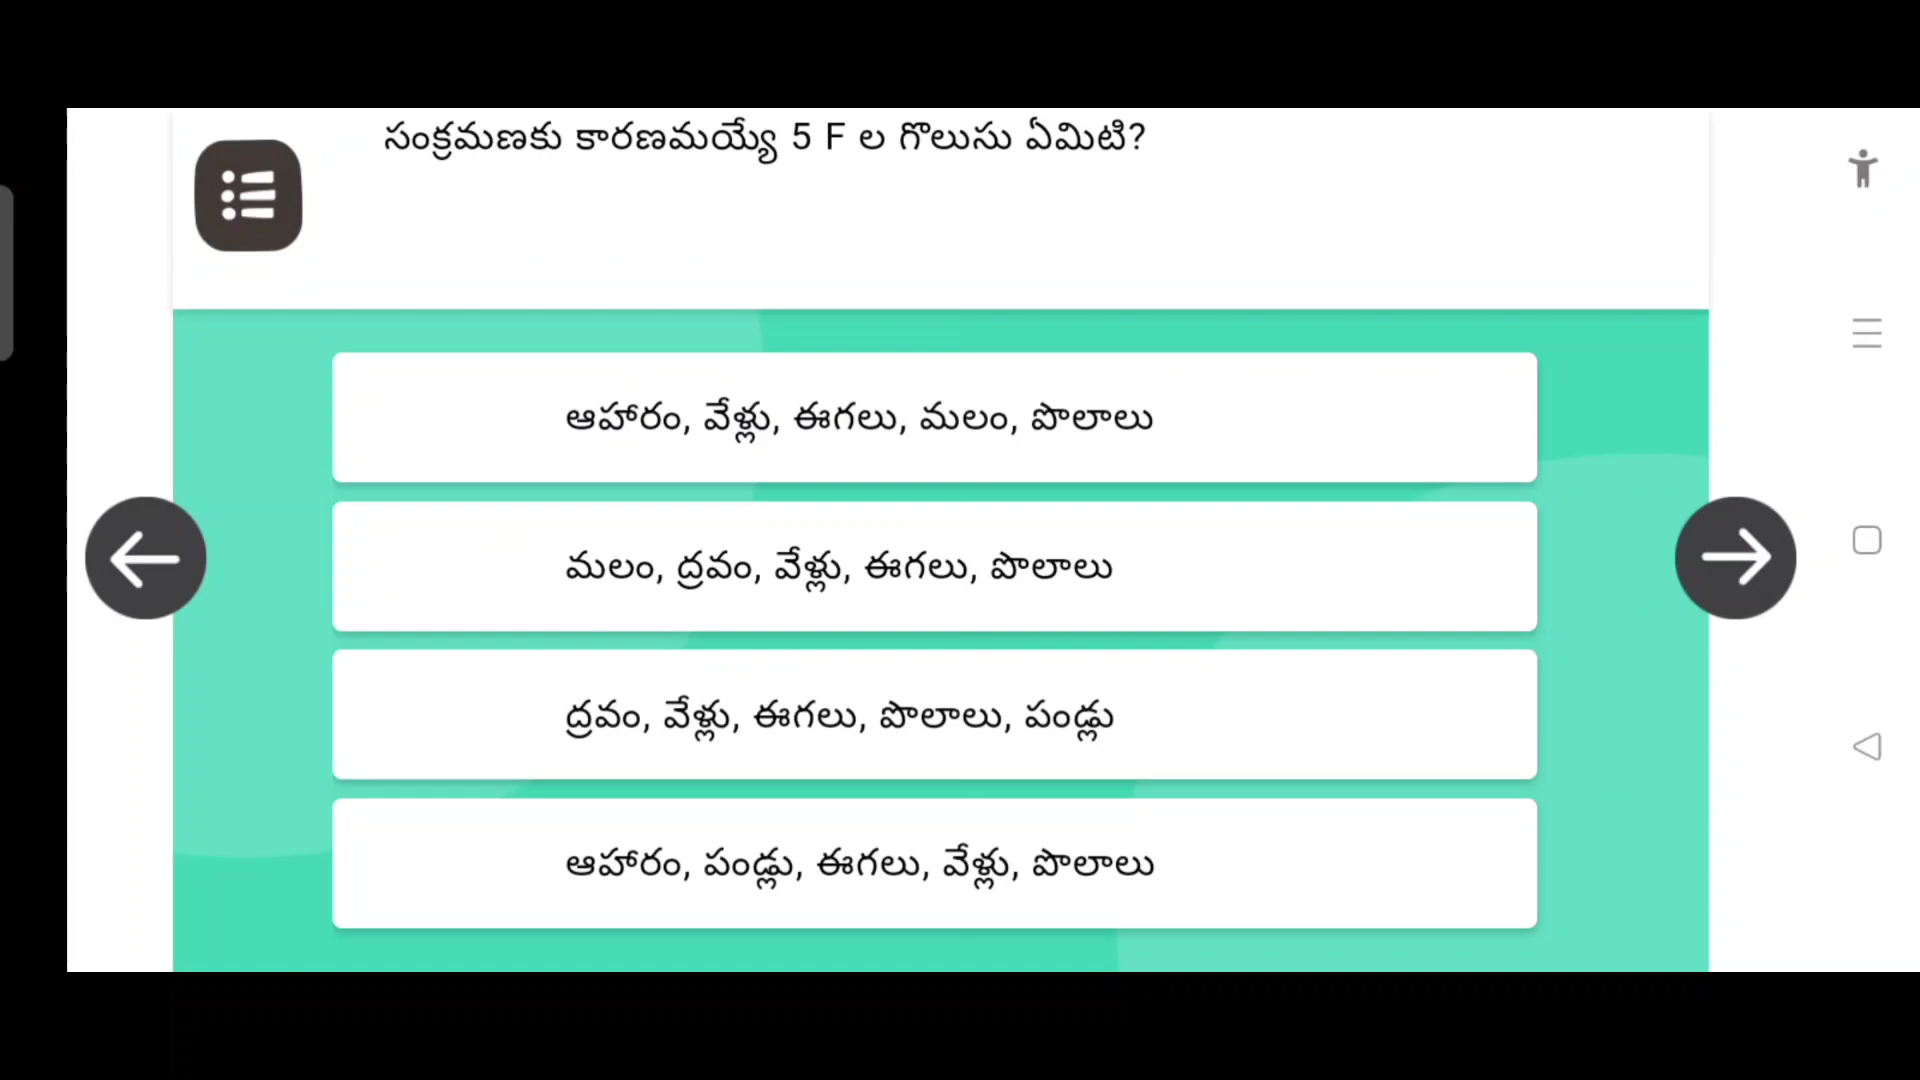 సంక్రమణకు కారణమయ్యే 5 F ల గొలుసు ఏమిటి?
ఆహారం, వేళ్లు, ఈగలు, మలం, పొలాలు
మలం, ద్రవం, వేళ్లు, ఈగలు, పొలాలు
ద్రవం, వేళ్లు, ఈగలు, పొలాలు, పండ్లు
ఆహారం, పండ్లు, ఈగలు, వేళ్లు, పొలాలు